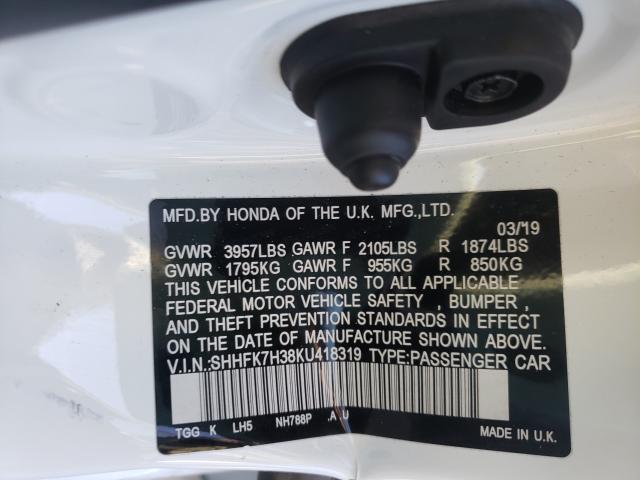 MFD.BY HONDA OF THE U.K. MFG.,LTD.
03/'19
GVWR 3957LBS GAWR F 2105LBS R 1874LBS
GVWR 1795KG GAWR F 955KG R 850KG
THIS VEHICLE CONFORMS TO ALL APPLICABLE
FEDERAL MOTOR VEHICLE SAFETY , BUMPER ,
AND THEFT PREVENTION STANDARDS IN EFFECT
ON THE DATE OF MANUFACTURE SHOWN ABOVE.
V.I.N.:SHHFK7H38KU418319 TYPE:PASSENGER CAR
TGG K LH5 NH788P
MADE IN U.K.